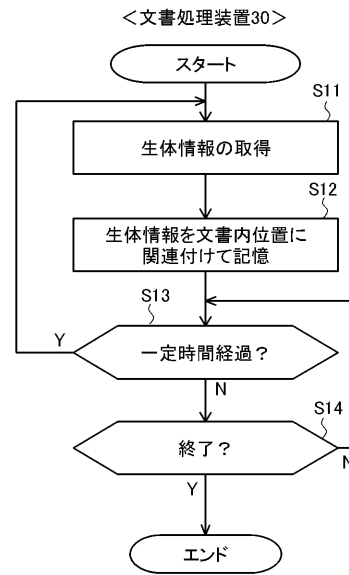 ＜文書処理装置30＞
スタート
S11
生体情報の取得
S12
生体情報を文書内位置に
関連付けて記憶
S13
一定時間経過？
Y
N
S14
終了？
N
Y
エンド